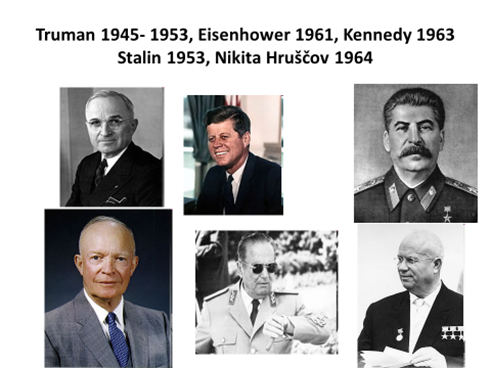 Truman 1945- 1953, Eisenhower 1961, Kennedy 1963
Stalin 1953, Nikita Hruščov 1964